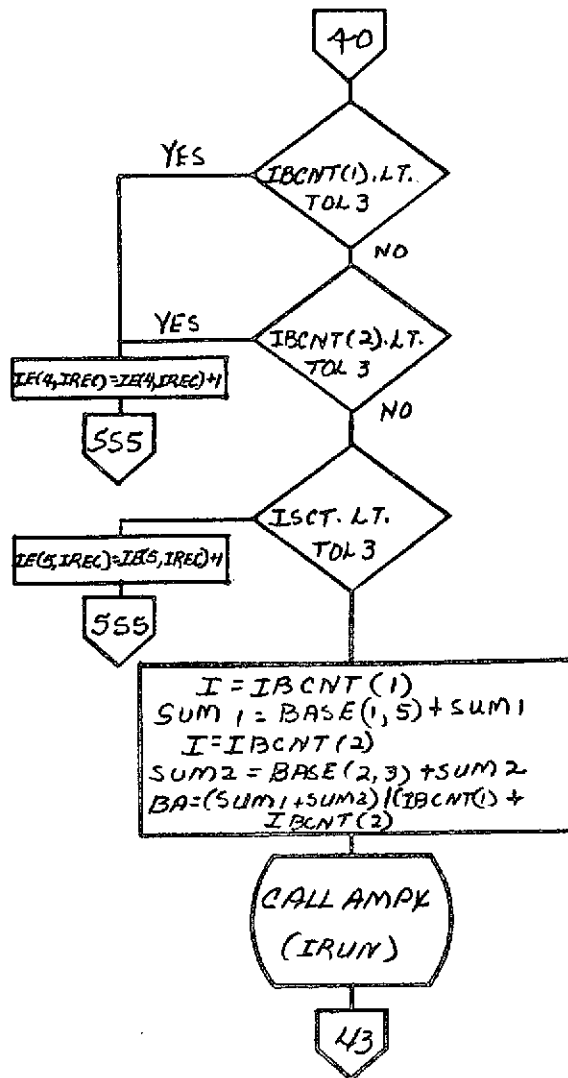 40
YES
IBCNT(1).LT.
TOL 3
NO
YES
IBCNT(2).LT.
TOL 3
IE(4,IREC)=IE(4,IREC)+1
NO
555
ISCT.LT.
TOL 3
IE(5,IREC)=IE(5,IREC)+1
555
I=IBCNT(1)
SUM1=BASE(1,5)+SUM1
I=IBCNT(2)
SUM2=BASE(2,3)+SUM2
BA=(SUM1+SUM2)/(IBCNT(1)+
IBCNT(2)
CALL AMPX
(IRUN)
43